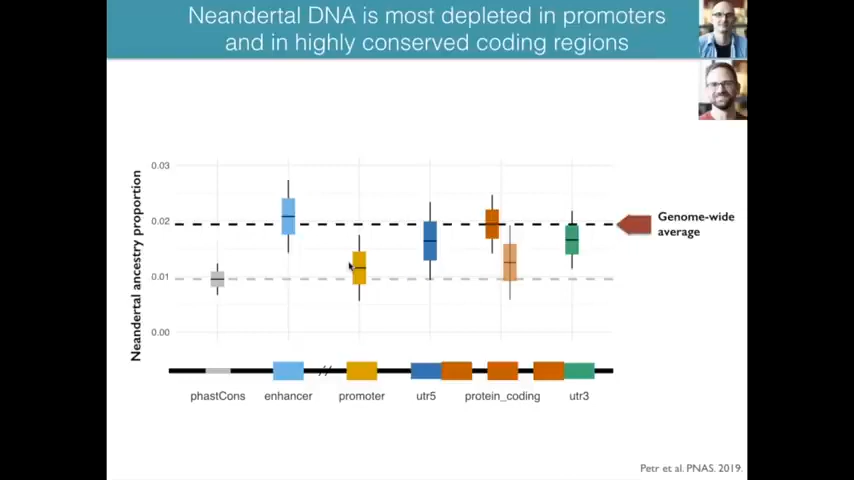 Neandertal DNA is most depleted in promoters
and in highly conserved coding regions
Neandertal ancestry proportion
0.03
0.02
0.01
0.00
Genome-wide
average
phastCons enhancer promoter utr5 protein_coding utr3
Petr et al. PNAS. 2019.